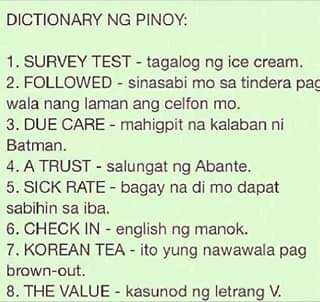 DICTIONARY NG PINOY:
1. SURVEY TEST - tagalog ng ice cream.
2. FOLLOWED - sinasabi mo sa tindera pag
wala nang laman ang celfon mo.
3. DUE CARE - mahigpit na kalaban ni
Batman.
4. A TRUST - salungat ng Abante.
5. SICK RATE - bagay na di mo dapat
sabihin sa iba.
6. CHECK IN - english ng manok.
7. KOREAN TEA - ito yung nawawala pag
brown-out.
8. THE VALUE - kasunod ng letrang V.